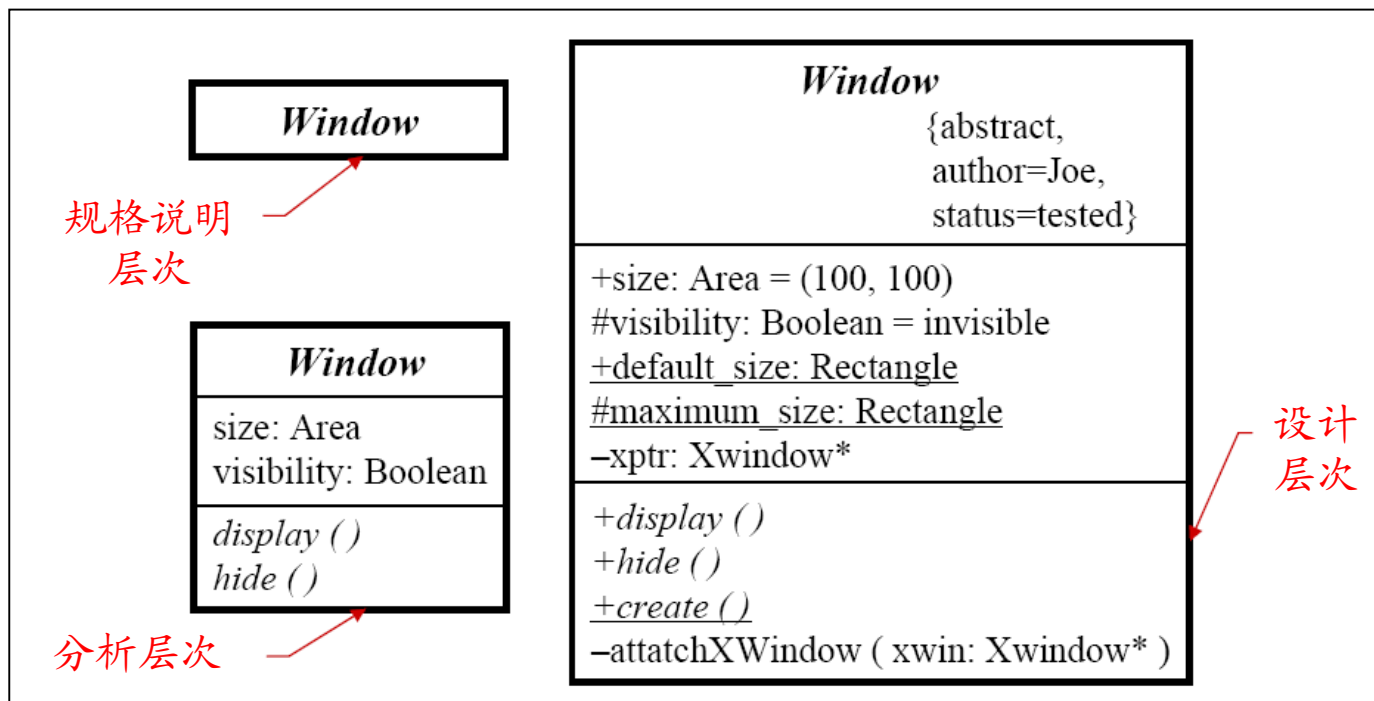 Window
规格说明
层次
Window
size: Area
visibility: Boolean
display ( )
hide ( )
分析层次
Window
{abstract,
author=Joe,
status=tested}
+size: Area = (100, 100)
#visibility: Boolean = invisible
+default_size: Rectangle
#maximum_size: Rectangle
–xptr: Xwindow*
+display ( )
+hide ( )
+create ( )
–attatchXWindow ( xwin: Xwindow* )
设计
层次